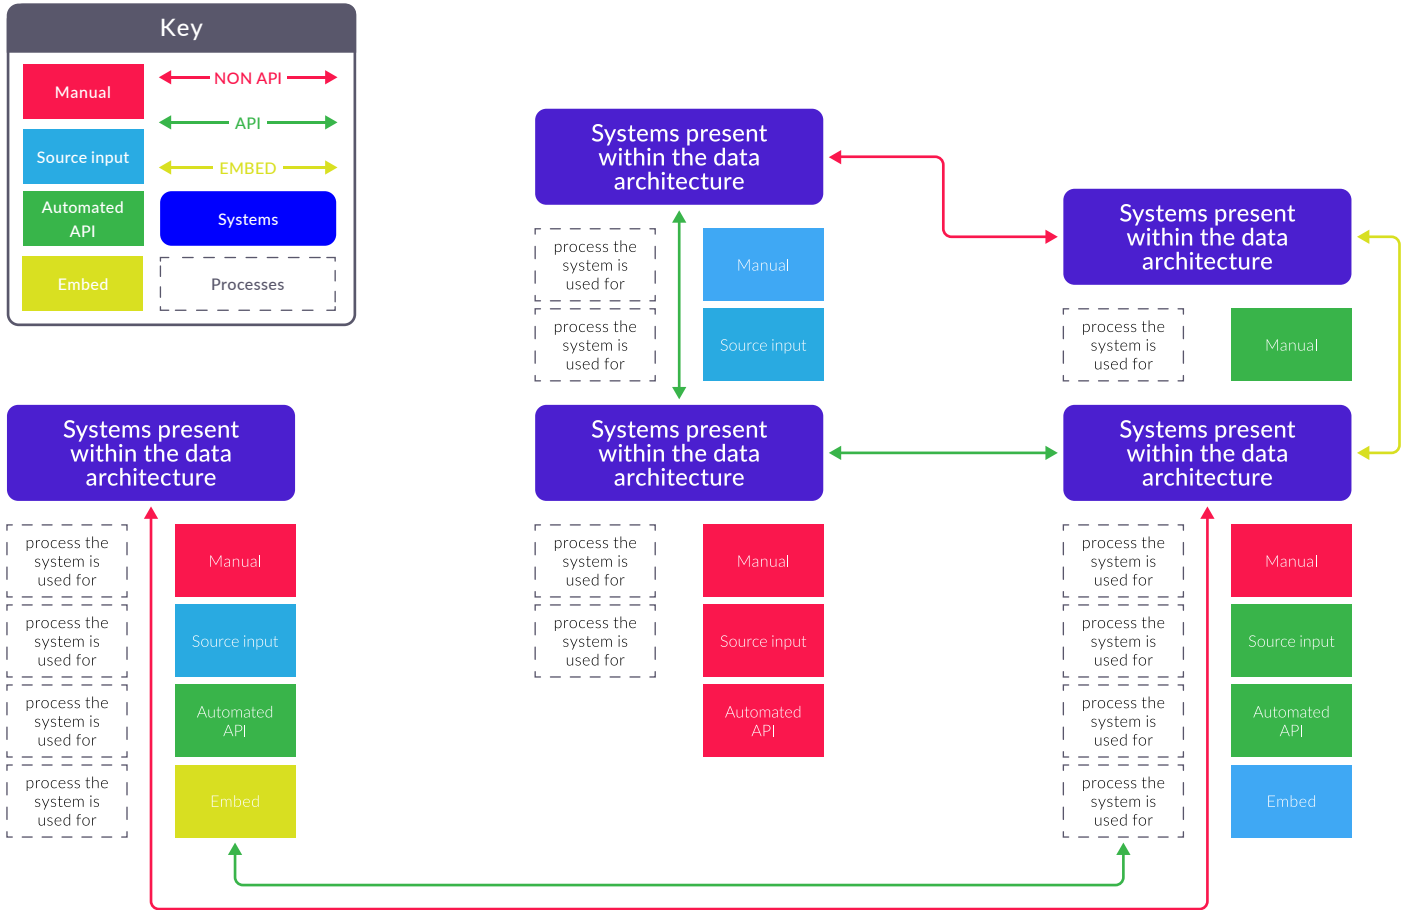 Key
Manual
NON API
API
Source input
EMBED
Automated
API
Systems
Embed
Processes
Systems present
within the data
architecture
process the
system is
used for
Manual
process the
system is
used for
Source input
Systems present
within the data
architecture
process the
system is
used for
Manual
Systems present
within the data
architecture
process the
system is
used for
Manual
process the
system is
used for
Source input
process the
system is
used for
Automated
API
process the
system is
used for
Embed
Systems present
within the data
architecture
process the
system is
used for
Manual
process the
system is
used for
Source input
Automated
API
Systems present
within the data
architecture
process the
system is
used for
Manual
process the
system is
used for
Source input
process the
system is
used for
Automated
API
process the
system is
used for
Embed